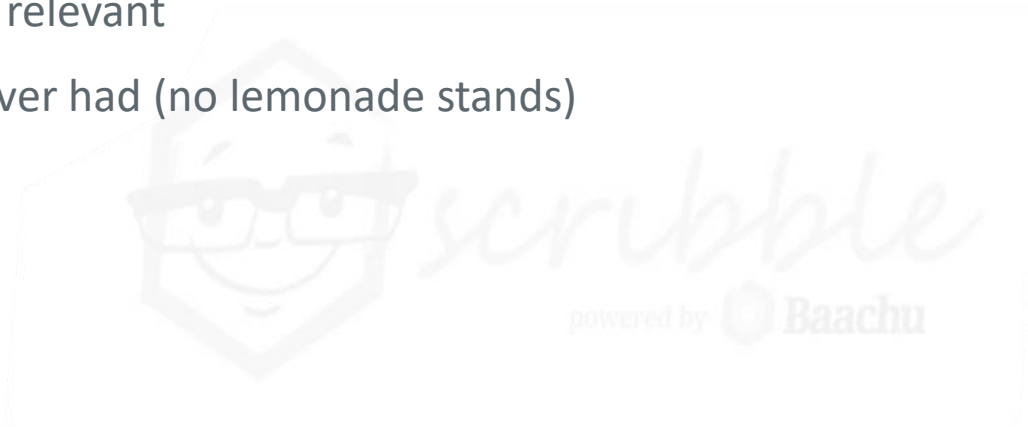 relevant
ver had (no lemonade stands)
scribble
powered by Baachu